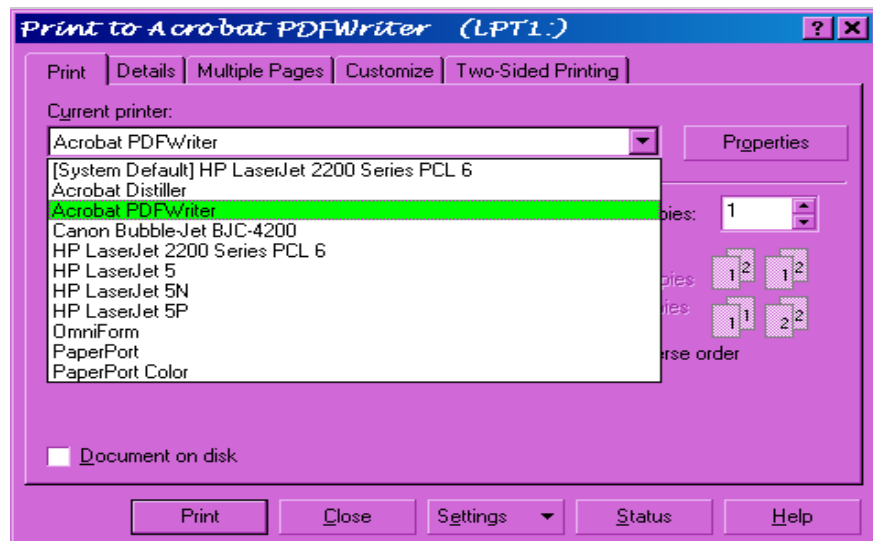 Print to Acrobat PDFWriter (LPT1:)
Print Details Multiple Pages Customize Two-Sided Printing
Current printer:
Acrobat PDFWriter Properties
[System Default] HP LaserJet 2200 Series PCL 6
Acrobat Distiller
Acrobat PDFWriter
Canon Bubble-Jet BJC-4200
HP LaserJet 2200 Series PCL 6
HP LaserJet 5
HP LaserJet 5N
HP LaserJet 5P
OmniForm
PaperPort
PaperPort Color
pies: 1
pies 1 2 1 2
ies 1 1 2 2
rse order
Document on disk
Print Close Settings Status Help